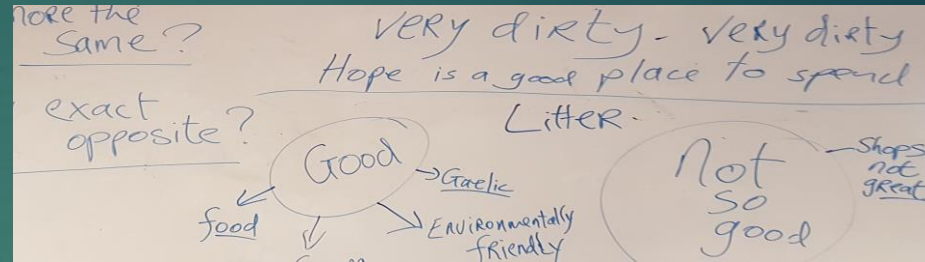 more the
same?
very dirty - very dirty
Hope is a good place to spend
exact
opposite?
Litter.
Good
→ Gaelic
food
Environmentally
friendly
Not
so
good
Shops
not
great